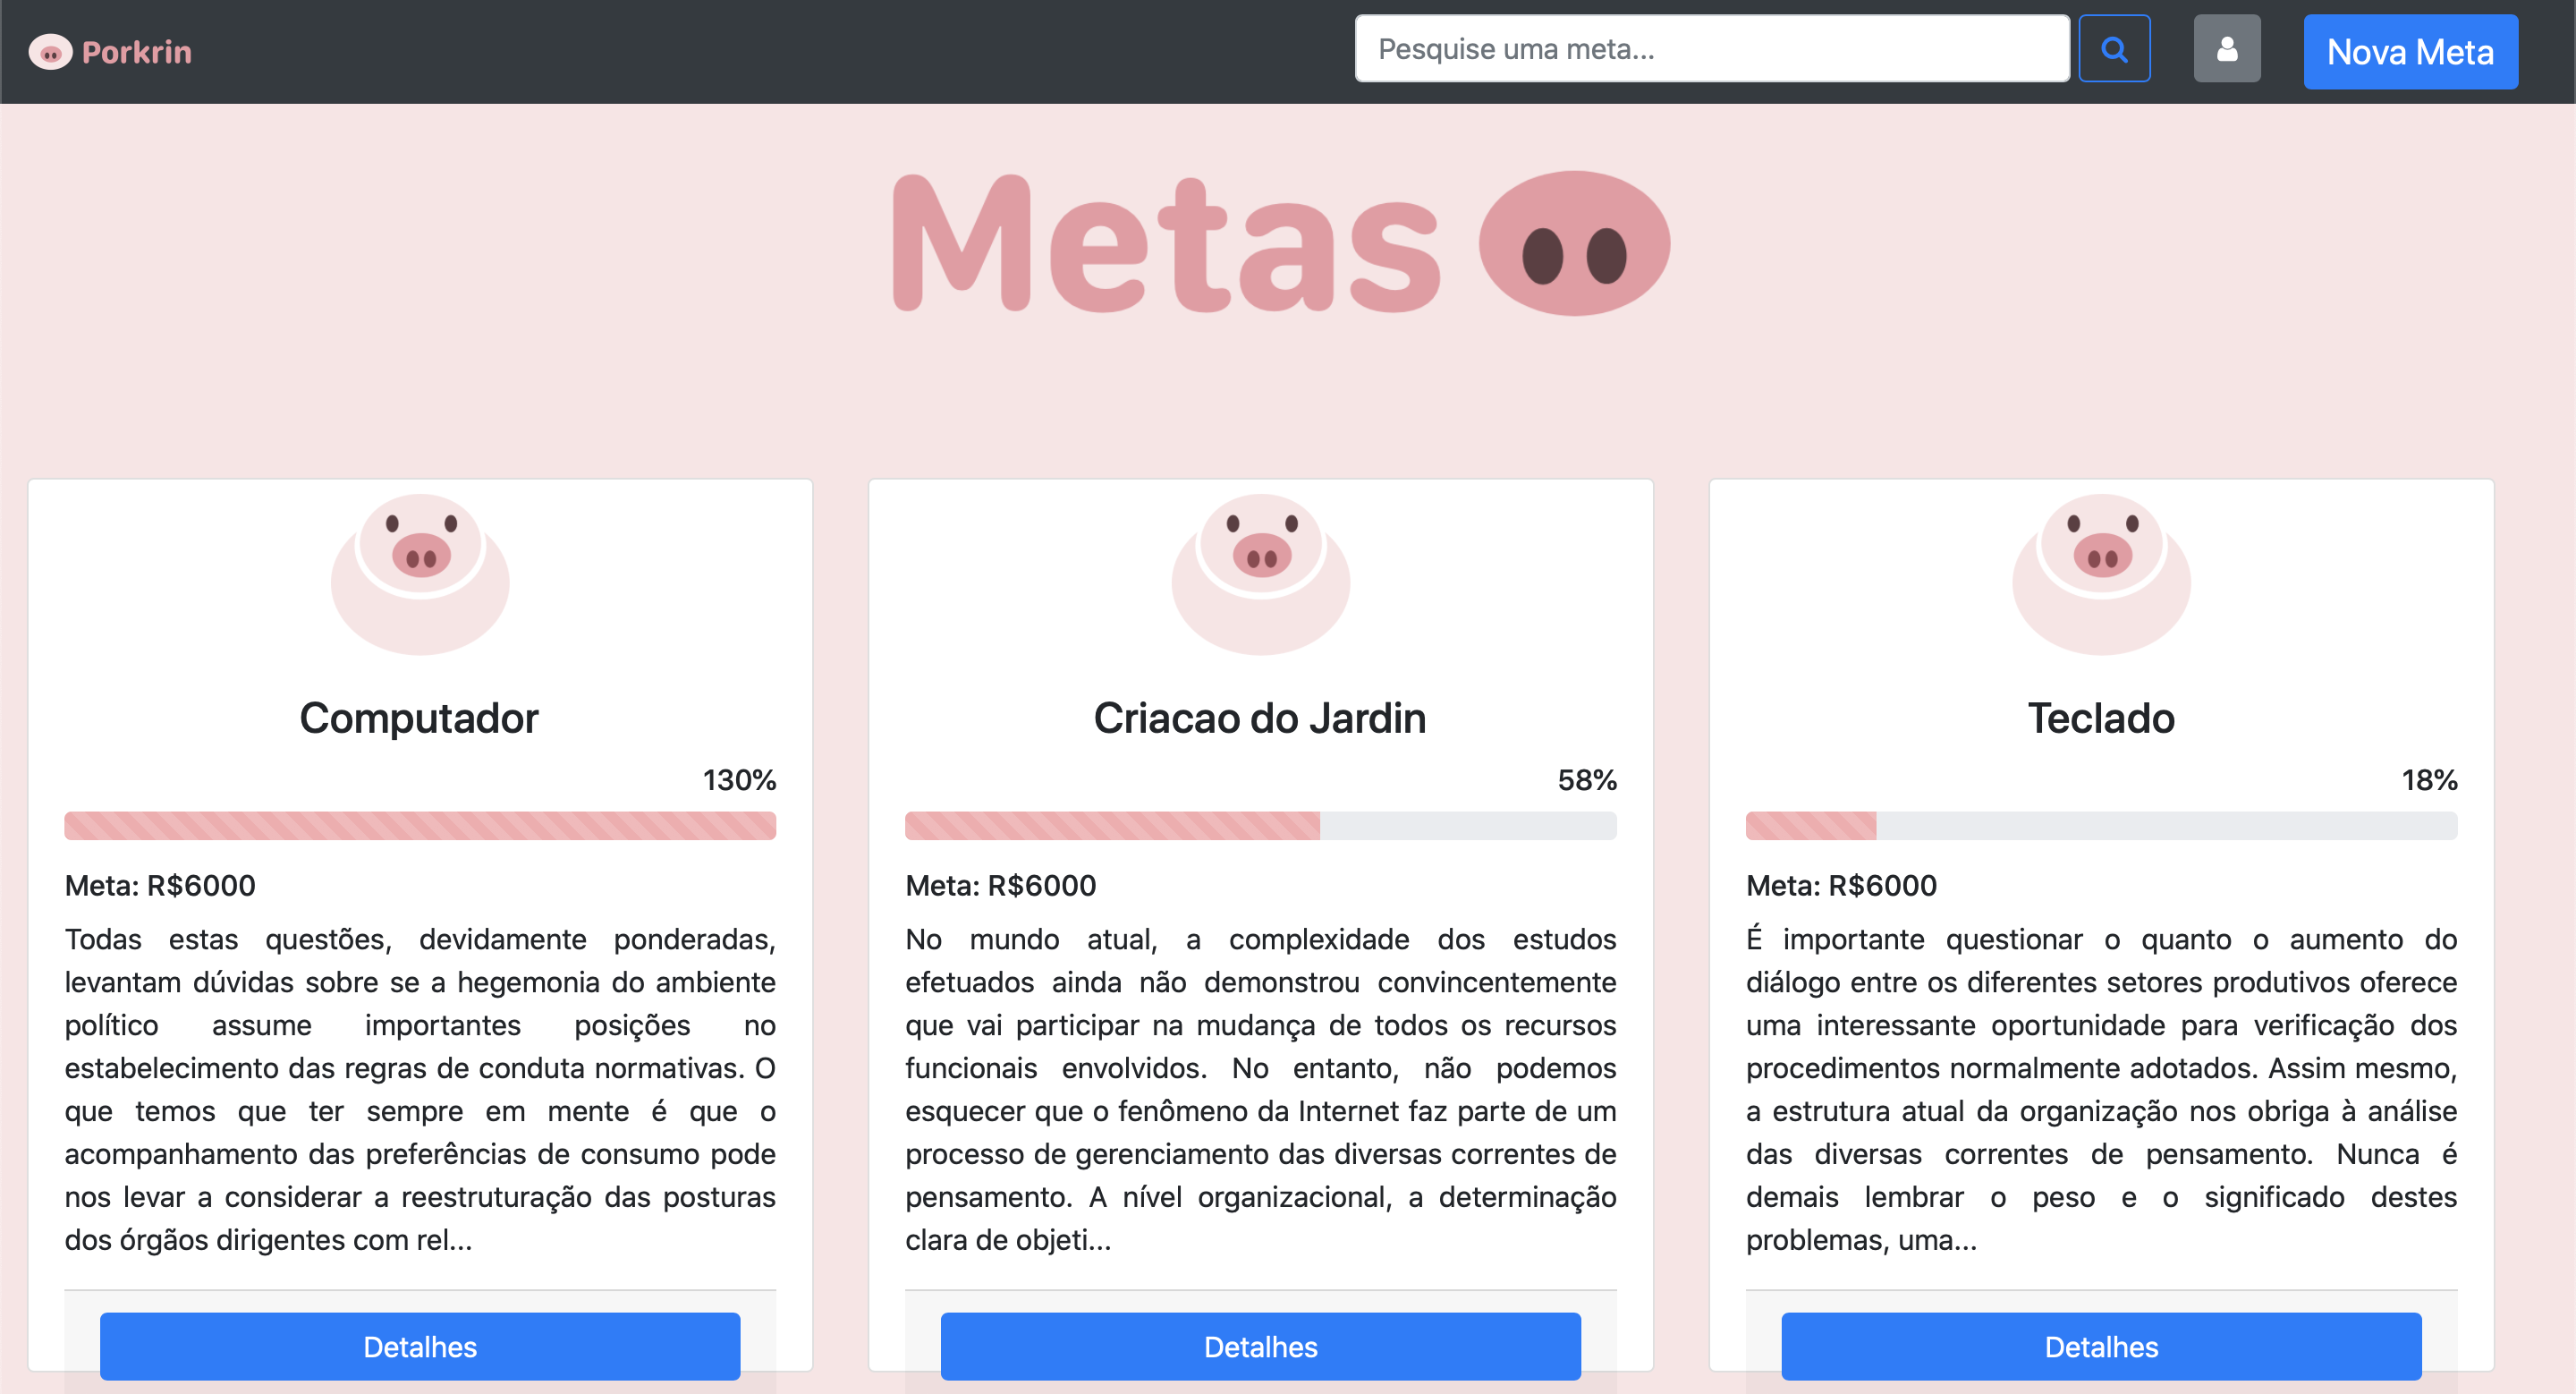 Porkrin
Pesquise uma meta...
Nova Meta
Metas
Computador
130%
Meta: R$6000
Todas estas questões, devidamente ponderadas,
levantam dúvidas sobre se a hegemonia do ambiente
político assume importantes posições no
estabelecimento das regras de conduta normativas. O
que temos que ter sempre em mente é que o
acompanhamento das preferências de consumo pode
nos levar a considerar a reestruturação das posturas
dos órgãos dirigentes com rel...
Detalhes
Criacao do Jardin
58%
Meta: R$6000
No mundo atual, a complexidade dos estudos
efetuados ainda não demonstrou convincentemente
que vai participar na mudança de todos os recursos
funcionais envolvidos. No entanto, não podemos
esquecer que o fenômeno da Internet faz parte de um
processo de gerenciamento das diversas correntes de
pensamento. A nível organizacional, a determinação
clara de objeti...
Detalhes
Teclado
18%
Meta: R$6000
É importante questionar o quanto o aumento do
diálogo entre os diferentes setores produtivos oferece
uma interessante oportunidade para verificação dos
procedimentos normalmente adotados. Assim mesmo,
a estrutura atual da organização nos obriga à análise
das diversas correntes de pensamento. Nunca é
demais lembrar o peso e o significado destes
problemas, uma...
Detalhes